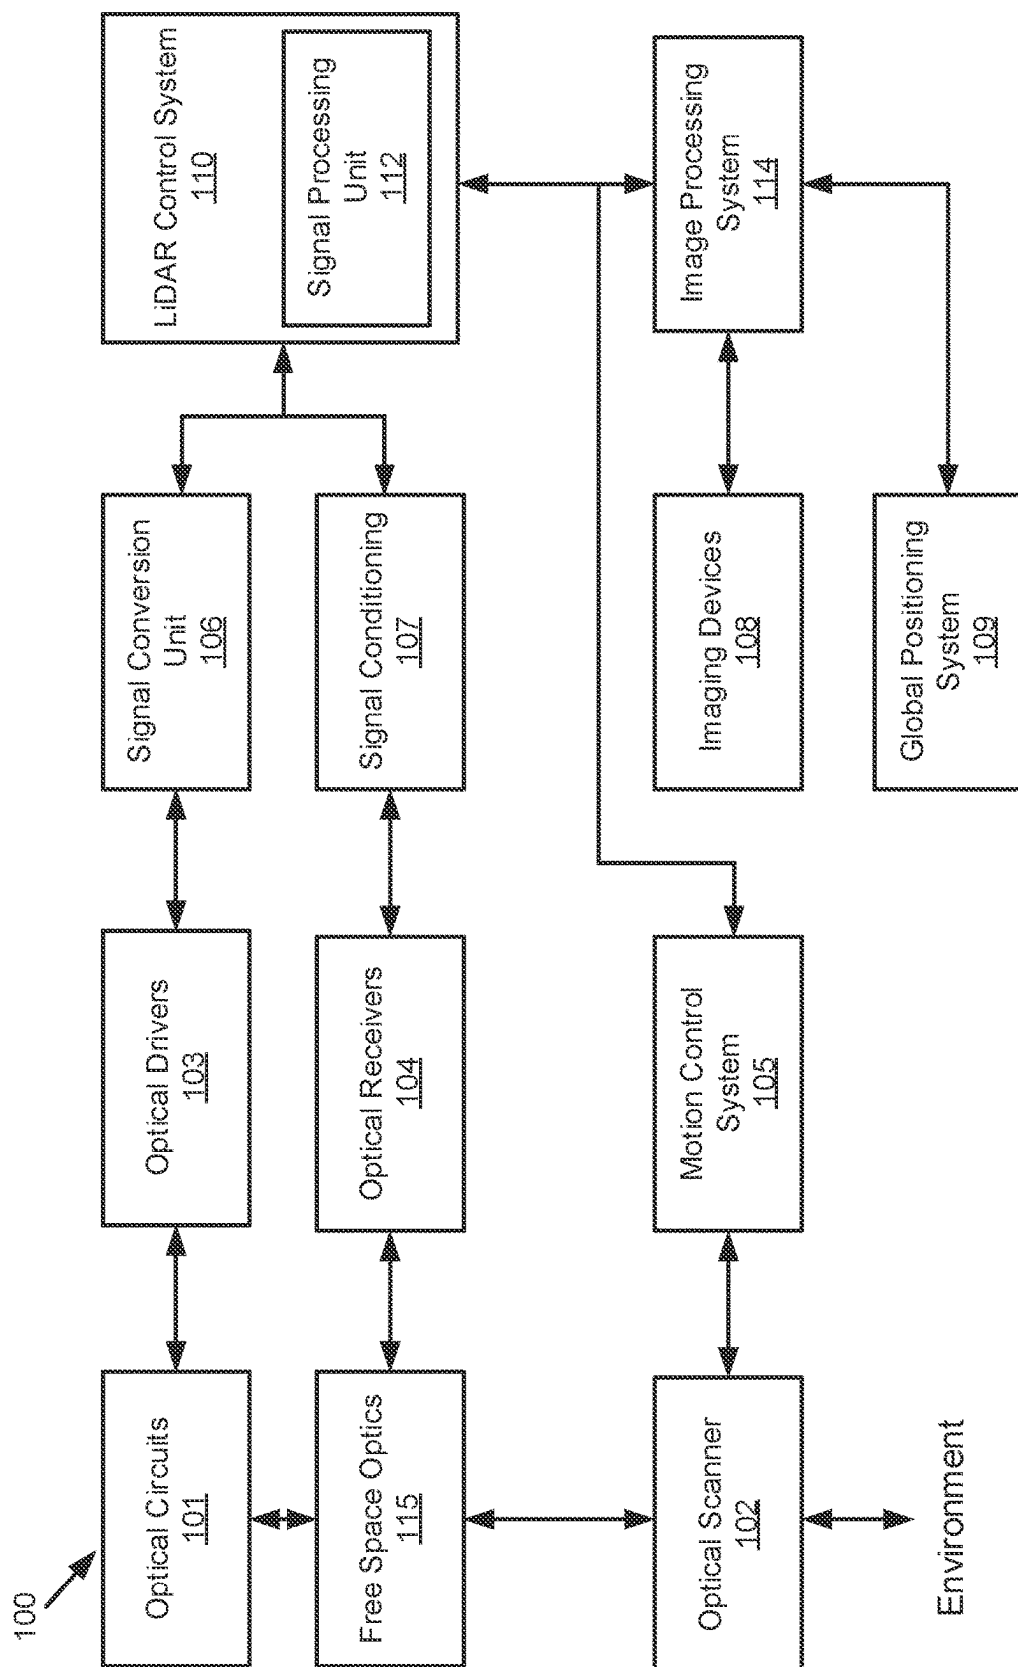 100
Optical Circuits
101
Optical Drivers
103
Signal Conversion
Unit
106
LiDAR Control System
110
Signal Processing
Unit
112
Free Space Optics
115
Optical Receivers
104
Signal Conditioning
107
Optical Scanner
102
Motion Control
System
105
Imaging Devices
108
Image Processing
System
114
Environment
Global Positioning
System
109